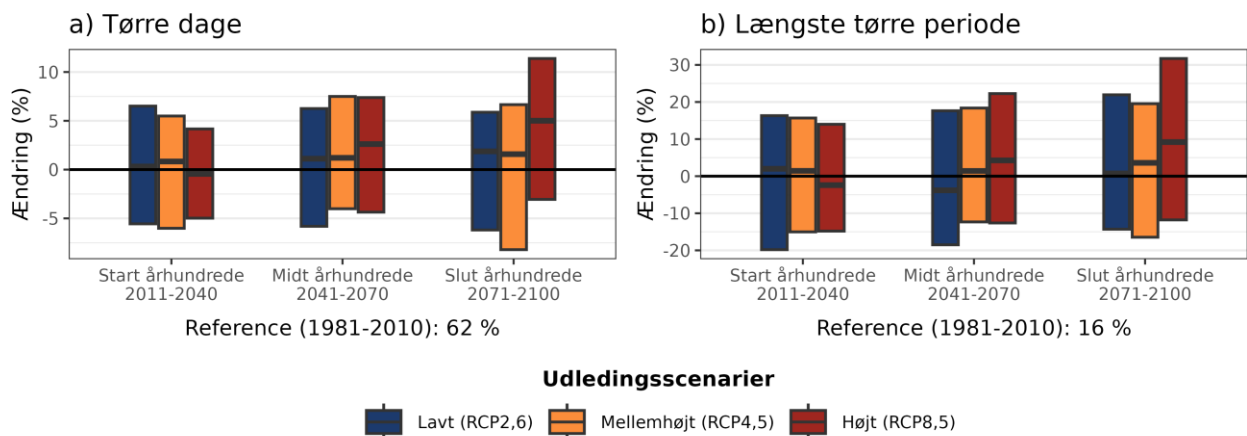 a) Tørre dage
Ændring (%)
10
5
0
-5
Start århundrede
2011-2040
Midt århundrede
2041-2070
Slut århundrede
2071-2100
Reference (1981-2010): 62 %
b) Længste tørre periode
Ændring (%)
30
20
10
0
-10
-20
Start århundrede
2011-2040
Midt århundrede
2041-2070
Slut århundrede
2071-2100
Reference (1981-2010): 16 %
Udledingsscenarier
Lavt (RCP2,6)
Mellemhøjt (RCP4,5)
Højt (RCP8,5)